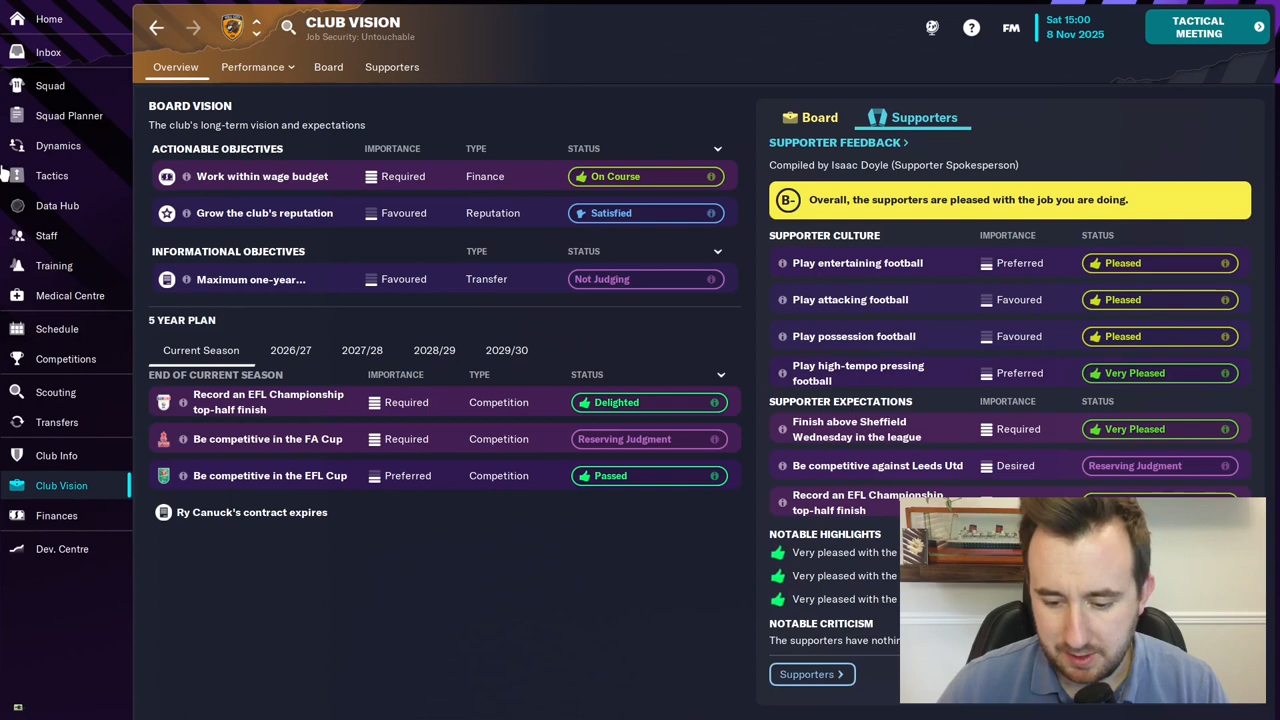 Home
Inbox
Squad
Squad Planner
Dynamics
Tactics
Data Hub
Staff
Training
Medical Centre
Schedule
Competitions
Scouting
Transfers
Club Info
Club Vision
Finances
Dev. Centre
CLUB VISION
Job Security: Untouchable
?
FM
Sat 15:00
8 Nov 2025
TACTICAL
MEETING
Overview Performance Board Supporters
BOARD VISION
The club's long-term vision and expectations
ACTIONABLE OBJECTIVES IMPORTANCE TYPE STATUS
Work within wage budget Required Finance On Course
Grow the club's reputation Favoured Reputation Satisfied
INFORMATIONAL OBJECTIVES TYPE STATUS
Maximum one-year... Favoured Transfer Not Judging
5 YEAR PLAN
Current Season 2026/27 2027/28 2028/29 2029/30
END OF CURRENT SEASON IMPORTANCE TYPE STATUS
Record an EFL Championship
top-half finish Required Competition Delighted
Be competitive in the FA Cup Required Competition Reserving Judgment
Be competitive in the EFL Cup Preferred Competition Passed
Ry Canuck's contract expires
Board Supporters
SUPPORTER FEEDBACK >
Compiled by Isaac Doyle (Supporter Spokesperson)
B- Overall, the supporters are pleased with the job you are doing.
SUPPORTER CULTURE IMPORTANCE STATUS
Play entertaining football Preferred Pleased
Play attacking football Favoured Pleased
Play possession football Favoured Pleased
Play high-tempo pressing
football Preferred Very Pleased
SUPPORTER EXPECTATIONS IMPORTANCE STATUS
Finish above Sheffield
Wednesday in the league Required Very Pleased
Be competitive against Leeds Utd Desired Reserving Judgment
Record an EFL Championship
top-half finish
NOTABLE HIGHLIGHTS
Very pleased with the
Very pleased with the
Very pleased with the
NOTABLE CRITICISM
The supporters have nothin
Supporters >